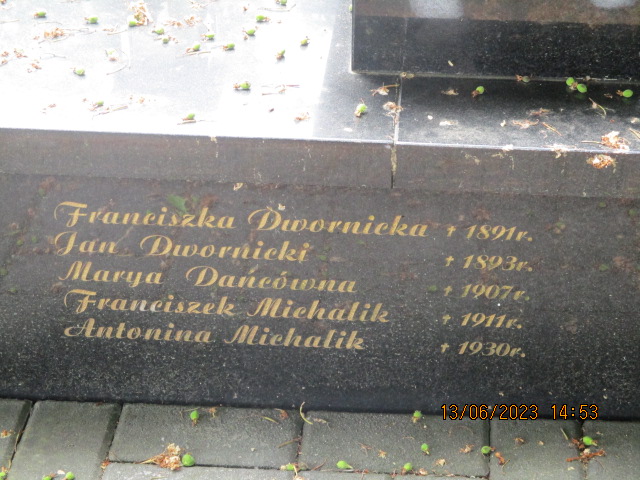 Franciszka Dwornicka † 1891r.
Jan Dwornicki † 1893r.
Marya Dańcówna † 1907r.
Franciszek Michalik † 1911r.
Antonina Michalik † 1930r.
13/06/2023 14:53